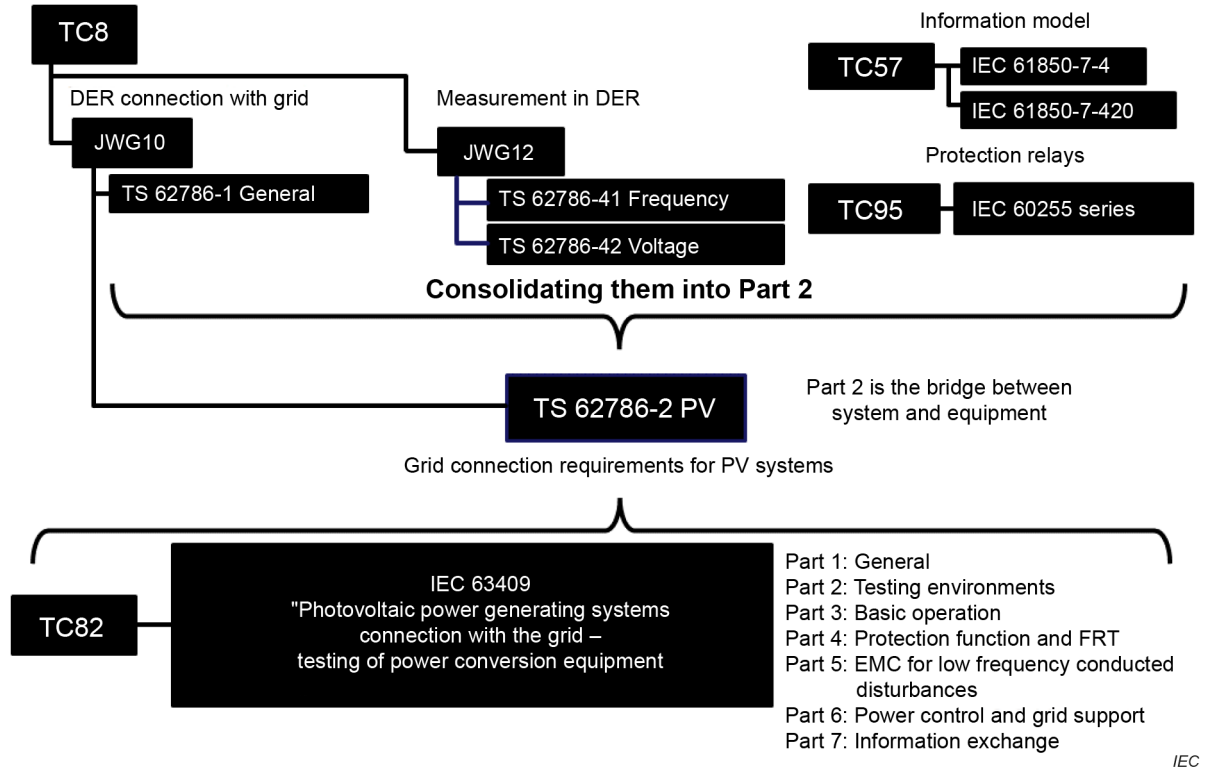 TC8
DER connection with grid
JWG10
TS 62786-1 General
Measurement in DER
JWG12
TS 62786-41 Frequency
TS 62786-42 Voltage
Information model
TC57
IEC 61850-7-4
IEC 61850-7-420
Protection relays
TC95
IEC 60255 series
Consolidating them into Part 2
TS 62786-2 PV
Part 2 is the bridge between
system and equipment
Grid connection requirements for PV systems
TC82
IEC 63409
"Photovoltaic power generating systems
connection with the grid –
testing of power conversion equipment
Part 1: General
Part 2: Testing environments
Part 3: Basic operation
Part 4: Protection function and FRT
Part 5: EMC for low frequency conducted
disturbances
Part 6: Power control and grid support
Part 7: Information exchange
IEC